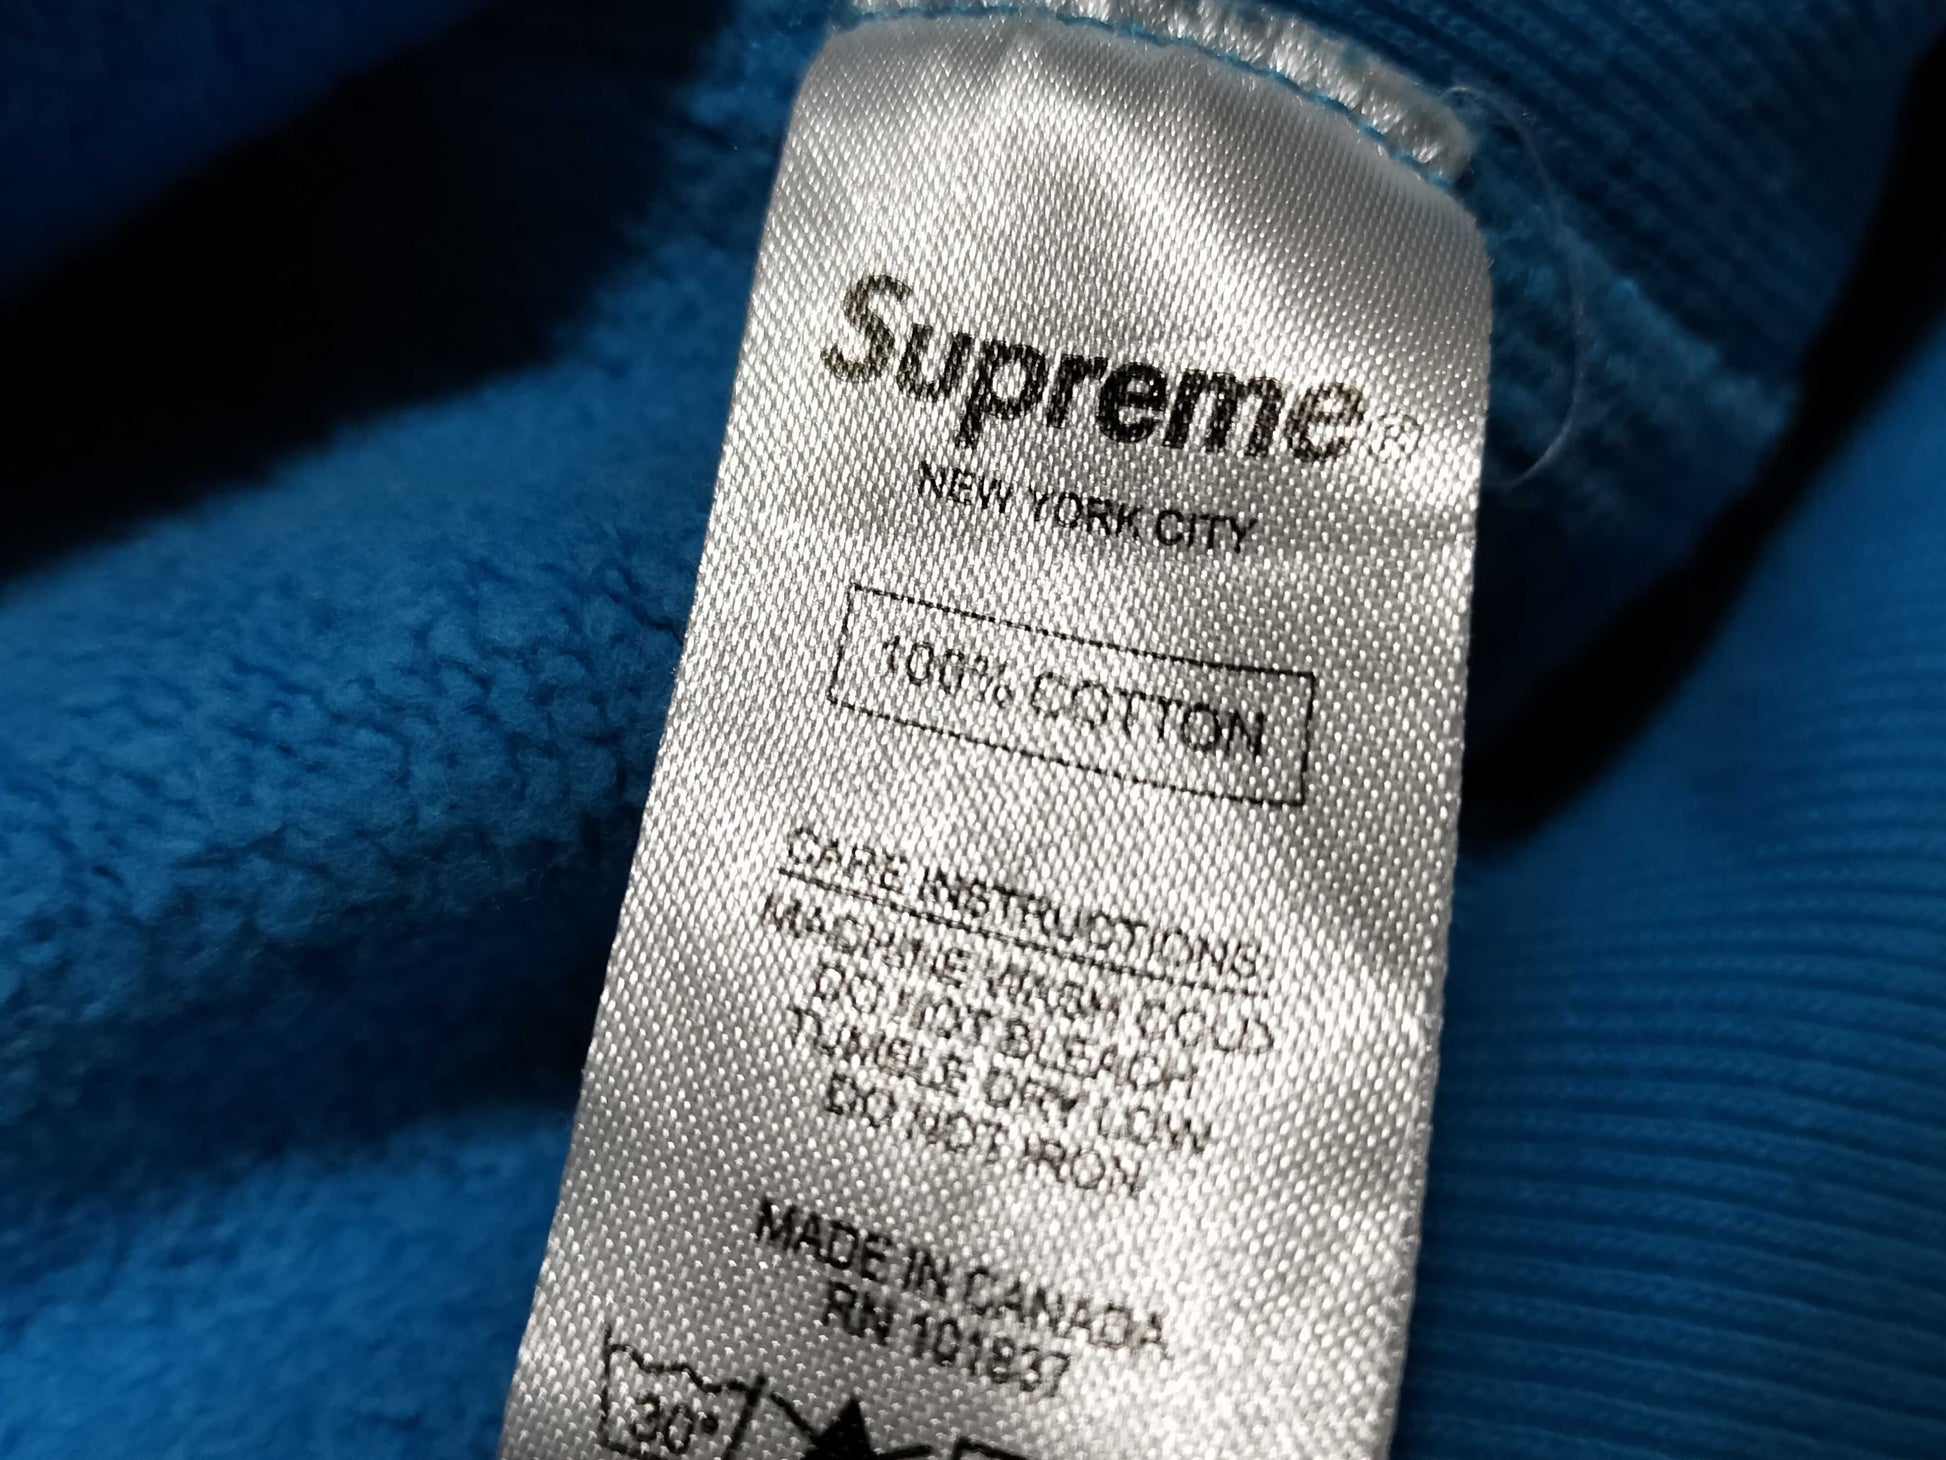 Supreme®
NEW YORK CITY
100% COTTON
CARE INSTRUCTIONS
MACHINE WASH COLD
DO NOT BLEACH
TUMBLE DRY LOW
DO NOT IRON
MADE IN CANADA
RN 101837
30°